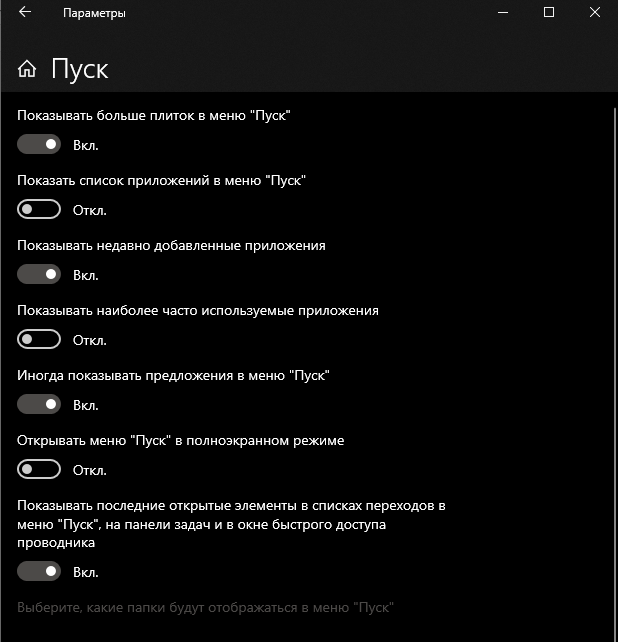 Параметры
Пуск
Показывать больше плиток в меню "Пуск"
Вкл.
Показать список приложений в меню "Пуск"
Откл.
Показывать недавно добавленные приложения
Вкл.
Показывать наиболее часто используемые приложения
Откл.
Иногда показывать предложения в меню "Пуск"
Вкл.
Открывать меню "Пуск" в полноэкранном режиме
Откл.
Показывать последние открытые элементы в списках переходов в
меню "Пуск", на панели задач и в окне быстрого доступа
проводника
Вкл.
Выберите, какие папки будут отображаться в меню "Пуск"